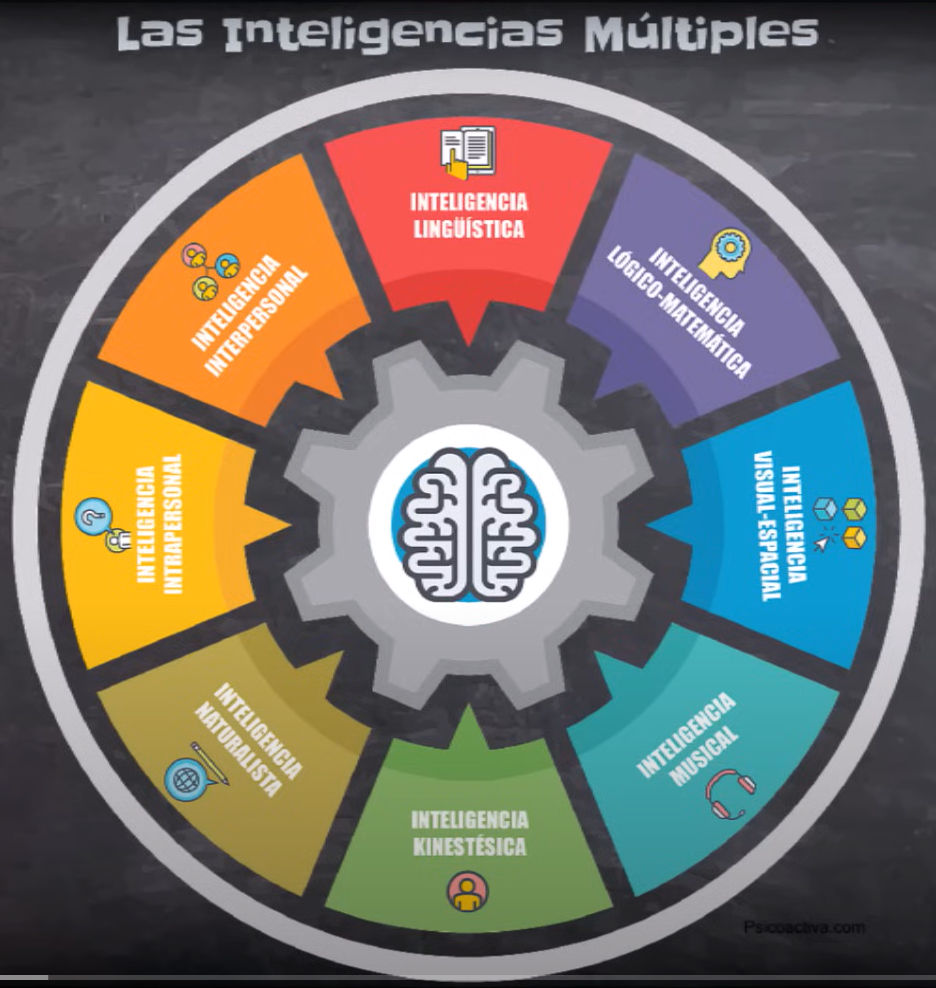 Las Inteligencias Múltiples
INTELIGENCIA
LINGÜÍSTICA
INTELIGENCIA
LÓGICO-MATEMÁTICA
INTELIGENCIA
VISUAL-ESPACIAL
INTELIGENCIA
MUSICAL
INTELIGENCIA
KINESTÉSICA
INTELIGENCIA
NATURALISTA
INTELIGENCIA
INTRAPERSONAL
INTELIGENCIA
INTERPERSONAL
?
Psicoactiva.com